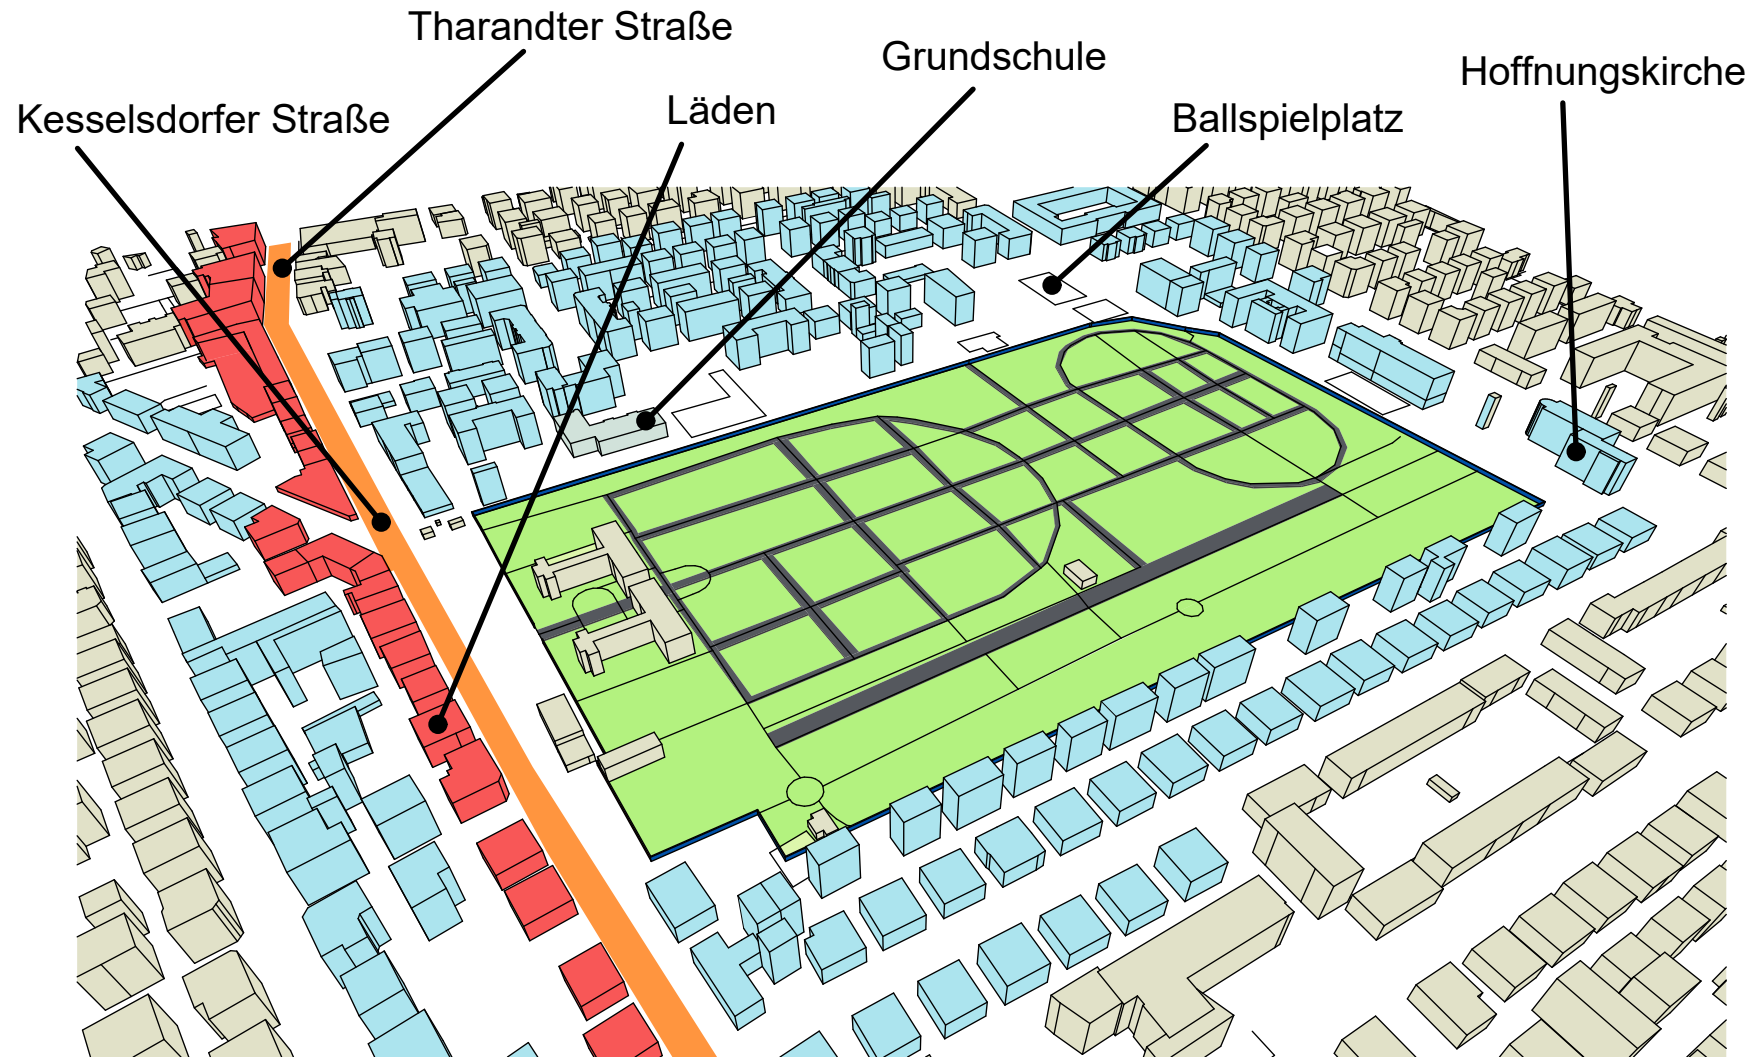 Tharandter Straße
Grundschule
Hoffnungskirche
Kesselsdorfer Straße
Läden
Ballspielplatz